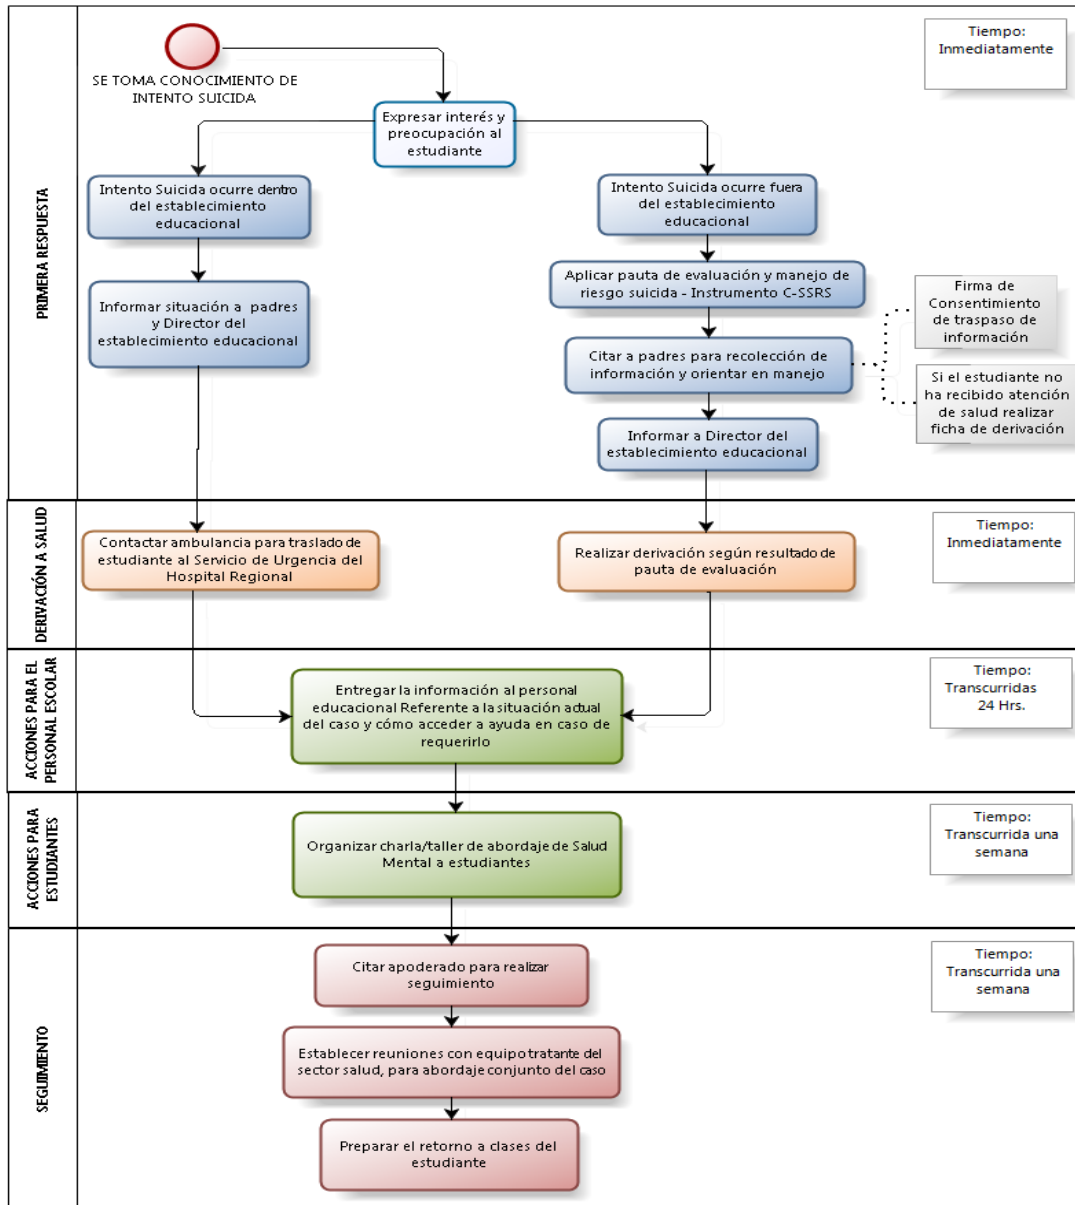 PRIMERA RESPUESTA
SE TOMA CONOCIMIENTO DE
INTENTO SUICIDA
Tiempo:
Inmediatamente
Expresar interés y
preocupación al
estudiante
Intento Suicida ocurre dentro
del establecimiento
educacional
Intento Suicida ocurre fuera
del establecimiento
educacional
Informar situación a padres
y Director del
establecimiento educacional
Aplicar pauta de evaluación y manejo de
riesgo suicida - Instrumento C-SSRS
Firma de
Consentimiento
de traspaso de
información
Citar a padres para recolección de
información y orientar en manejo
Si el estudiante no
ha recibido atención
de salud realizar
ficha de derivación
Informar a Director del
establecimiento educacional
DERIVACIÓN A SALUD
Contactar ambulancia para traslado de
estudiante al Servicio de Urgencia del
Hospital Regional
Realizar derivación según resultado de
pauta de evaluación
Tiempo:
Inmediatamente
ACCIONES PARA EL
PERSONAL ESCOLAR
Entregar la información al personal
educacional Referente a la situación actual
del caso y cómo acceder a ayuda en caso de
requerirlo
Tiempo:
Transcurridas
24 Hrs.
ACCIONES PARA
ESTUDIANTES
Organizar charla/taller de abordaje de Salud
Mental a estudiantes
Tiempo:
Transcurrida una
semana
SEGUIMIENTO
Citar apoderado para realizar
seguimiento
Tiempo:
Transcurrida una
semana
Establecer reuniones con equipo tratante del
sector salud, para abordaje conjunto del caso
Preparar el retorno a clases del
estudiante